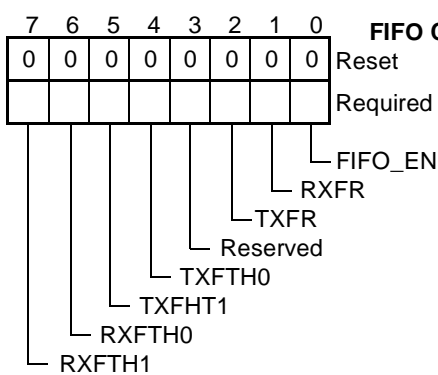 7 6 5 4 3 2 1 0 FIFO
0 0 0 0 0 0 0 0 Reset
Required
FIFO_EN
RXFR
TXFR
Reserved
TXFTH0
TXFHT1
RXFTH0
RXFTH1